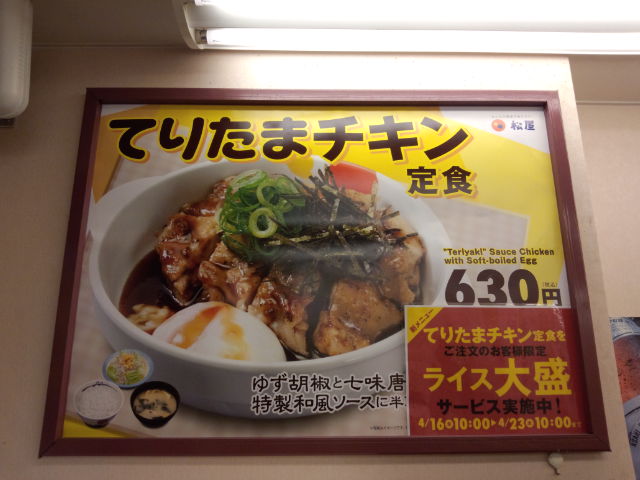 松屋
てりたまチキン
定食
"Teriyaki" Sauce Chicken
with Soft-boiled Egg
630円
(税込)
ゆず胡椒と七味唐
特製和風ソースに半
新メニュー
てりたまチキン定食を
ご注文のお客様限定
ライス大盛
サービス実施中!
4/16 10:00 ▶ 4/23 10:00まで